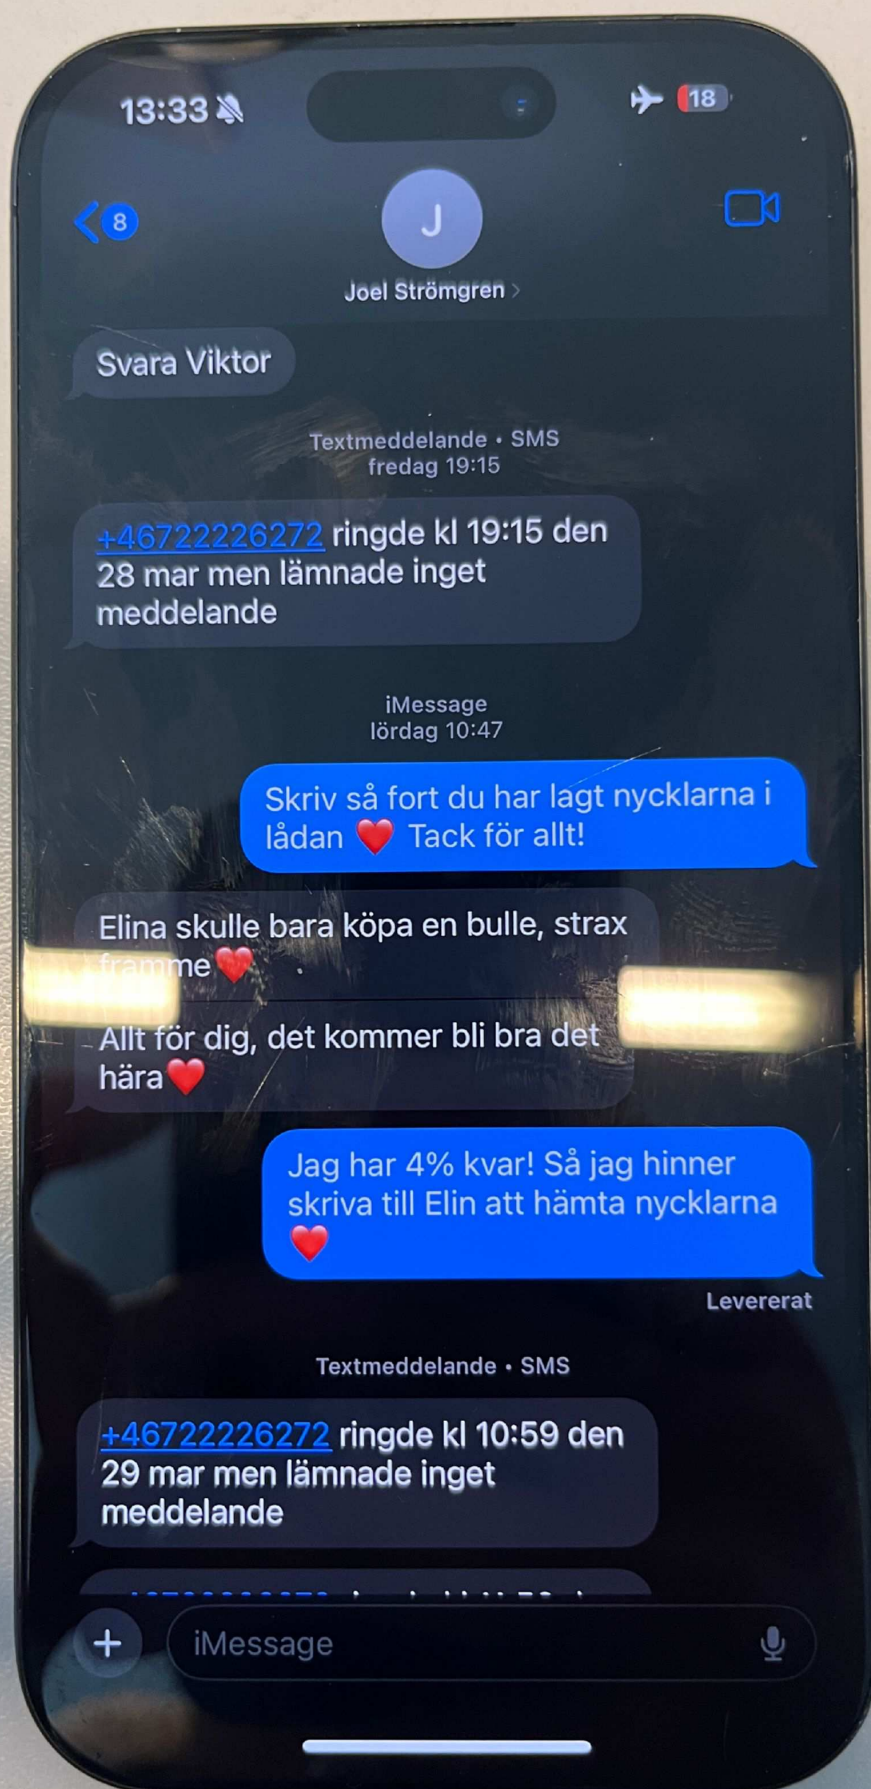 13:33
18
8
J
Joel Strömgren
Svara Viktor
Textmeddelande • SMS
fredag 19:15
+46722226272 ringde kl 19:15 den
28 mar men lämnade inget
meddelande
iMessage
lördag 10:47
Skriv så fort du har lagt nycklarna i
lådan ❤️ Tack för allt!
Elina skulle bara köpa en bulle, strax
framme❤️
Allt för dig, det kommer bli bra det
hära❤️
Jag har 4% kvar! Så jag hinner
skriva till Elin att hämta nycklarna
❤️
Levererat
Textmeddelande • SMS
+46722226272 ringde kl 10:59 den
29 mar men lämnade inget
meddelande
iMessage